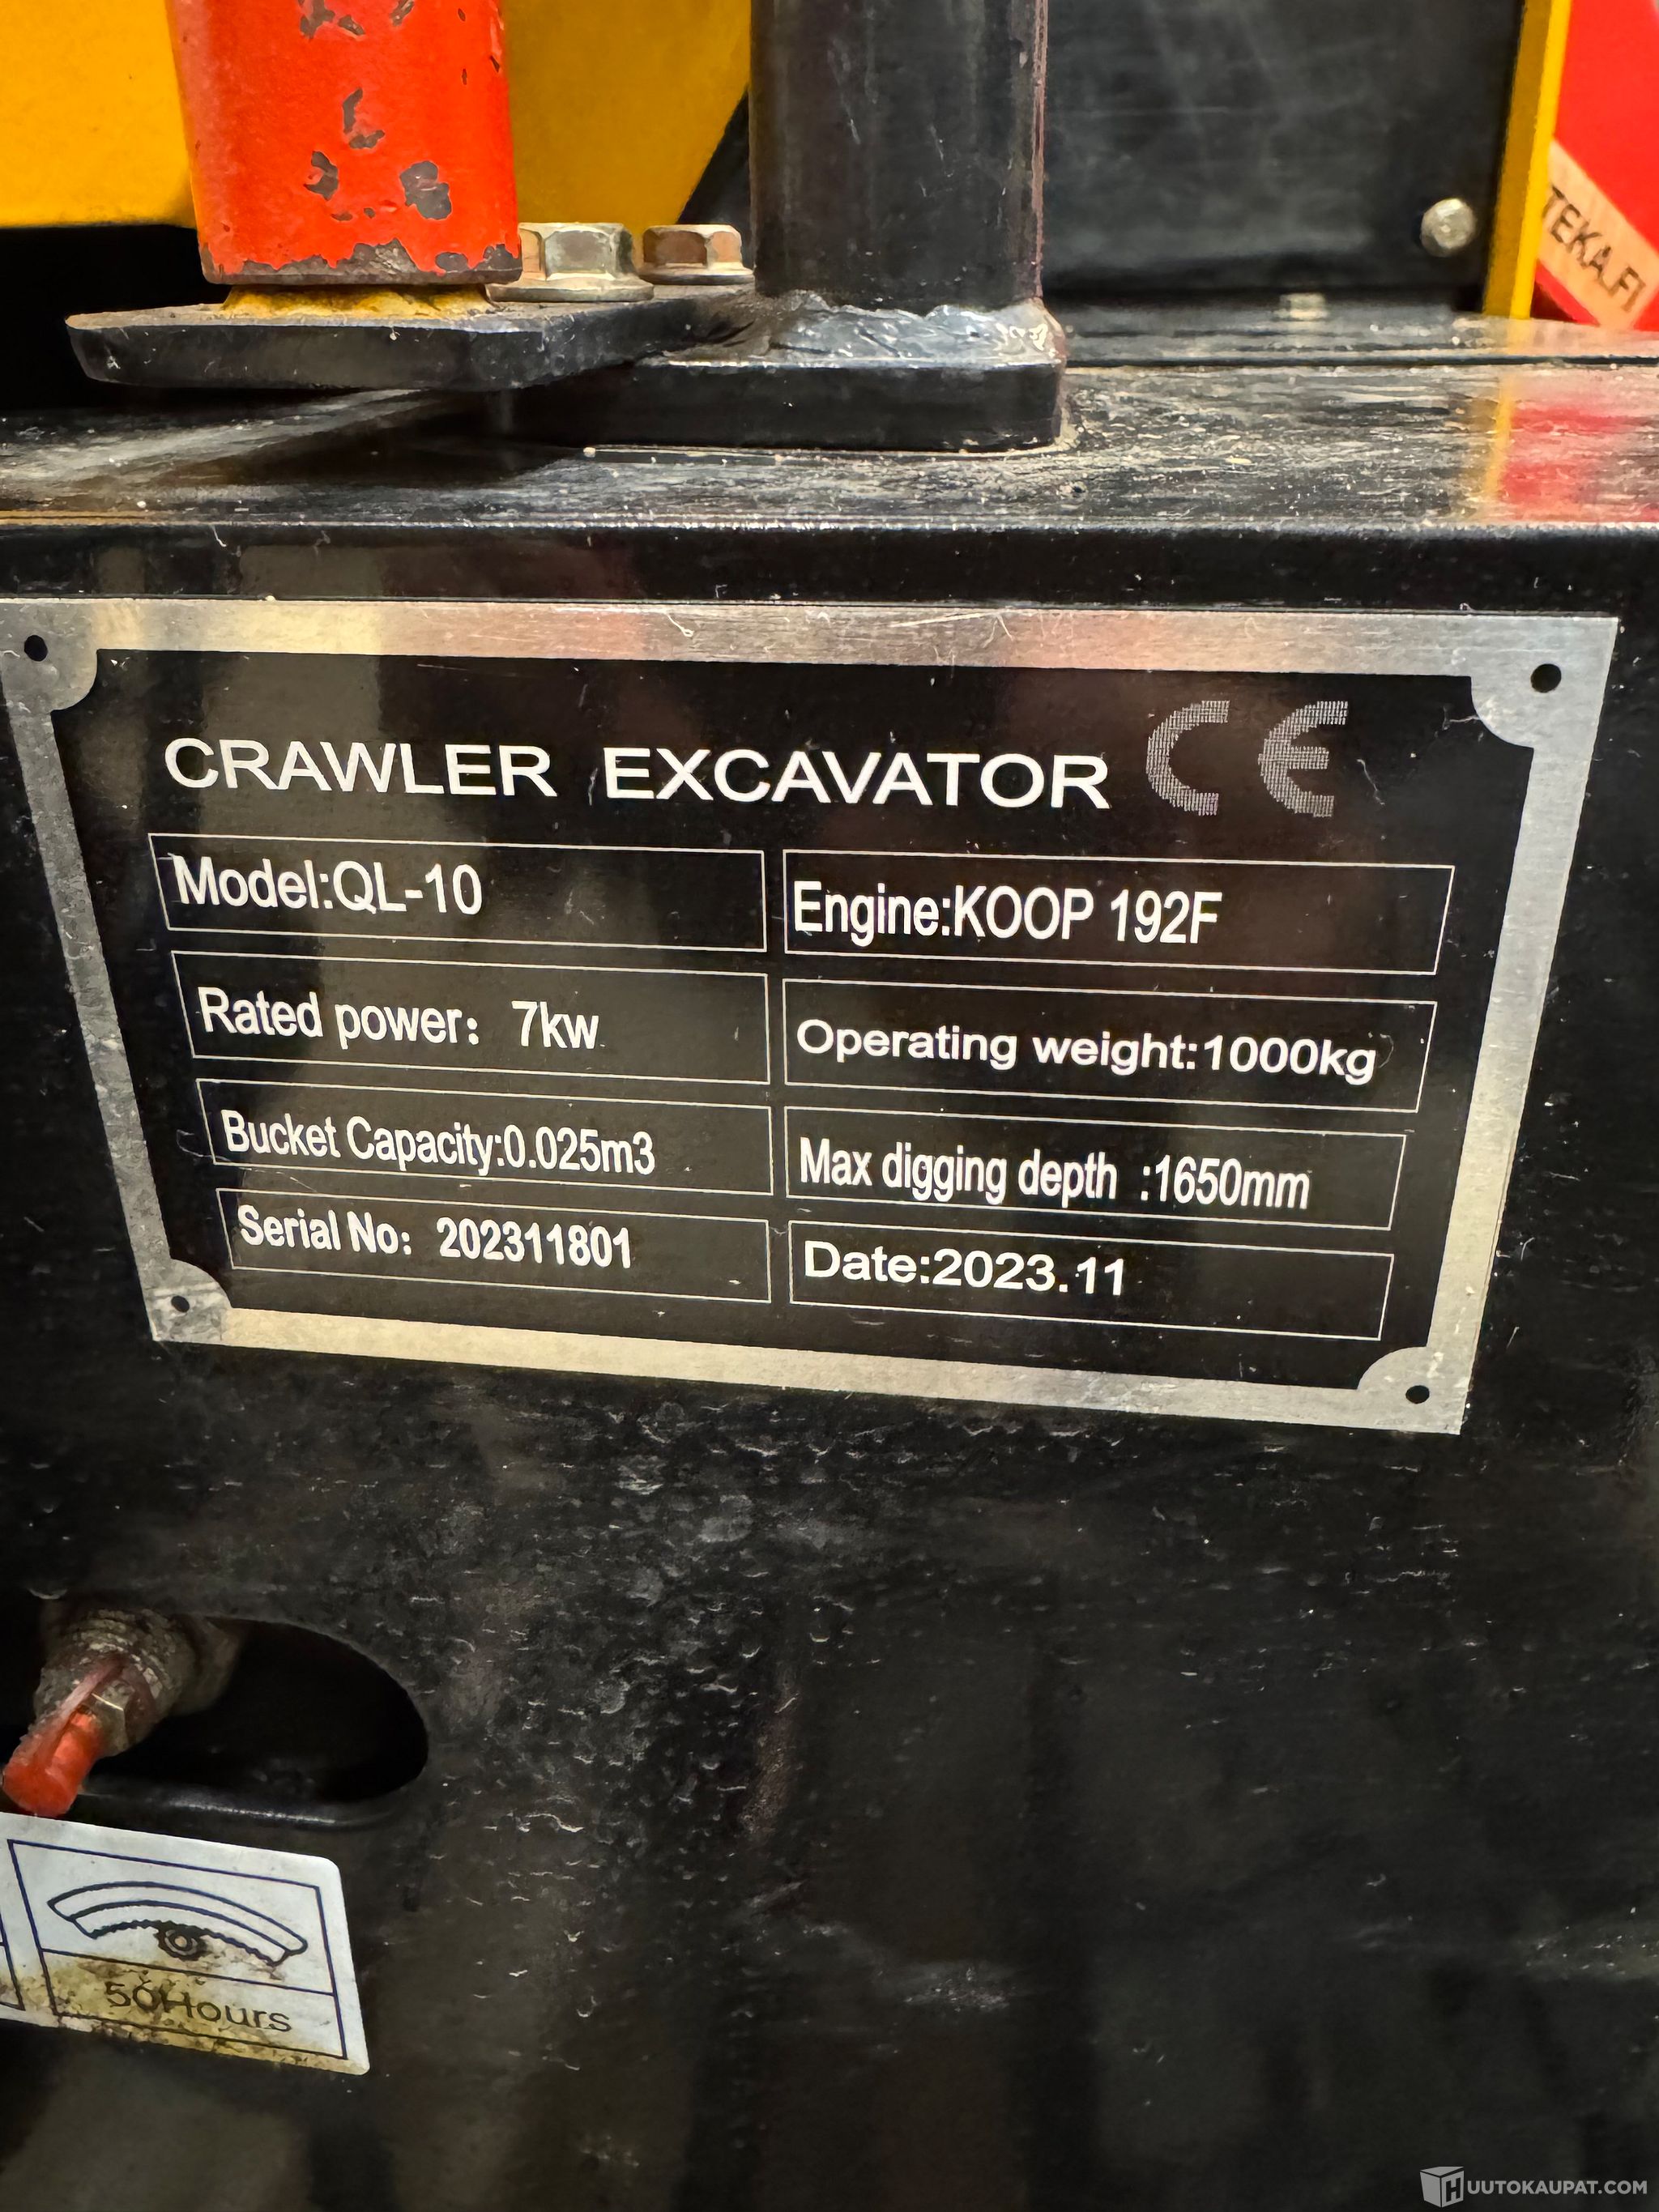 TEKA.FI
CRAWLER EXCAVATOR CE
Model:QL-10
Engine:KOOP 192F
Rated power: 7kw
Operating weight:1000kg
Bucket Capacity:0.025m3
Max digging depth :1650mm
Serial No: 202311801
Date:2023.11
50Hours
HUUTOKAUPAT.COM